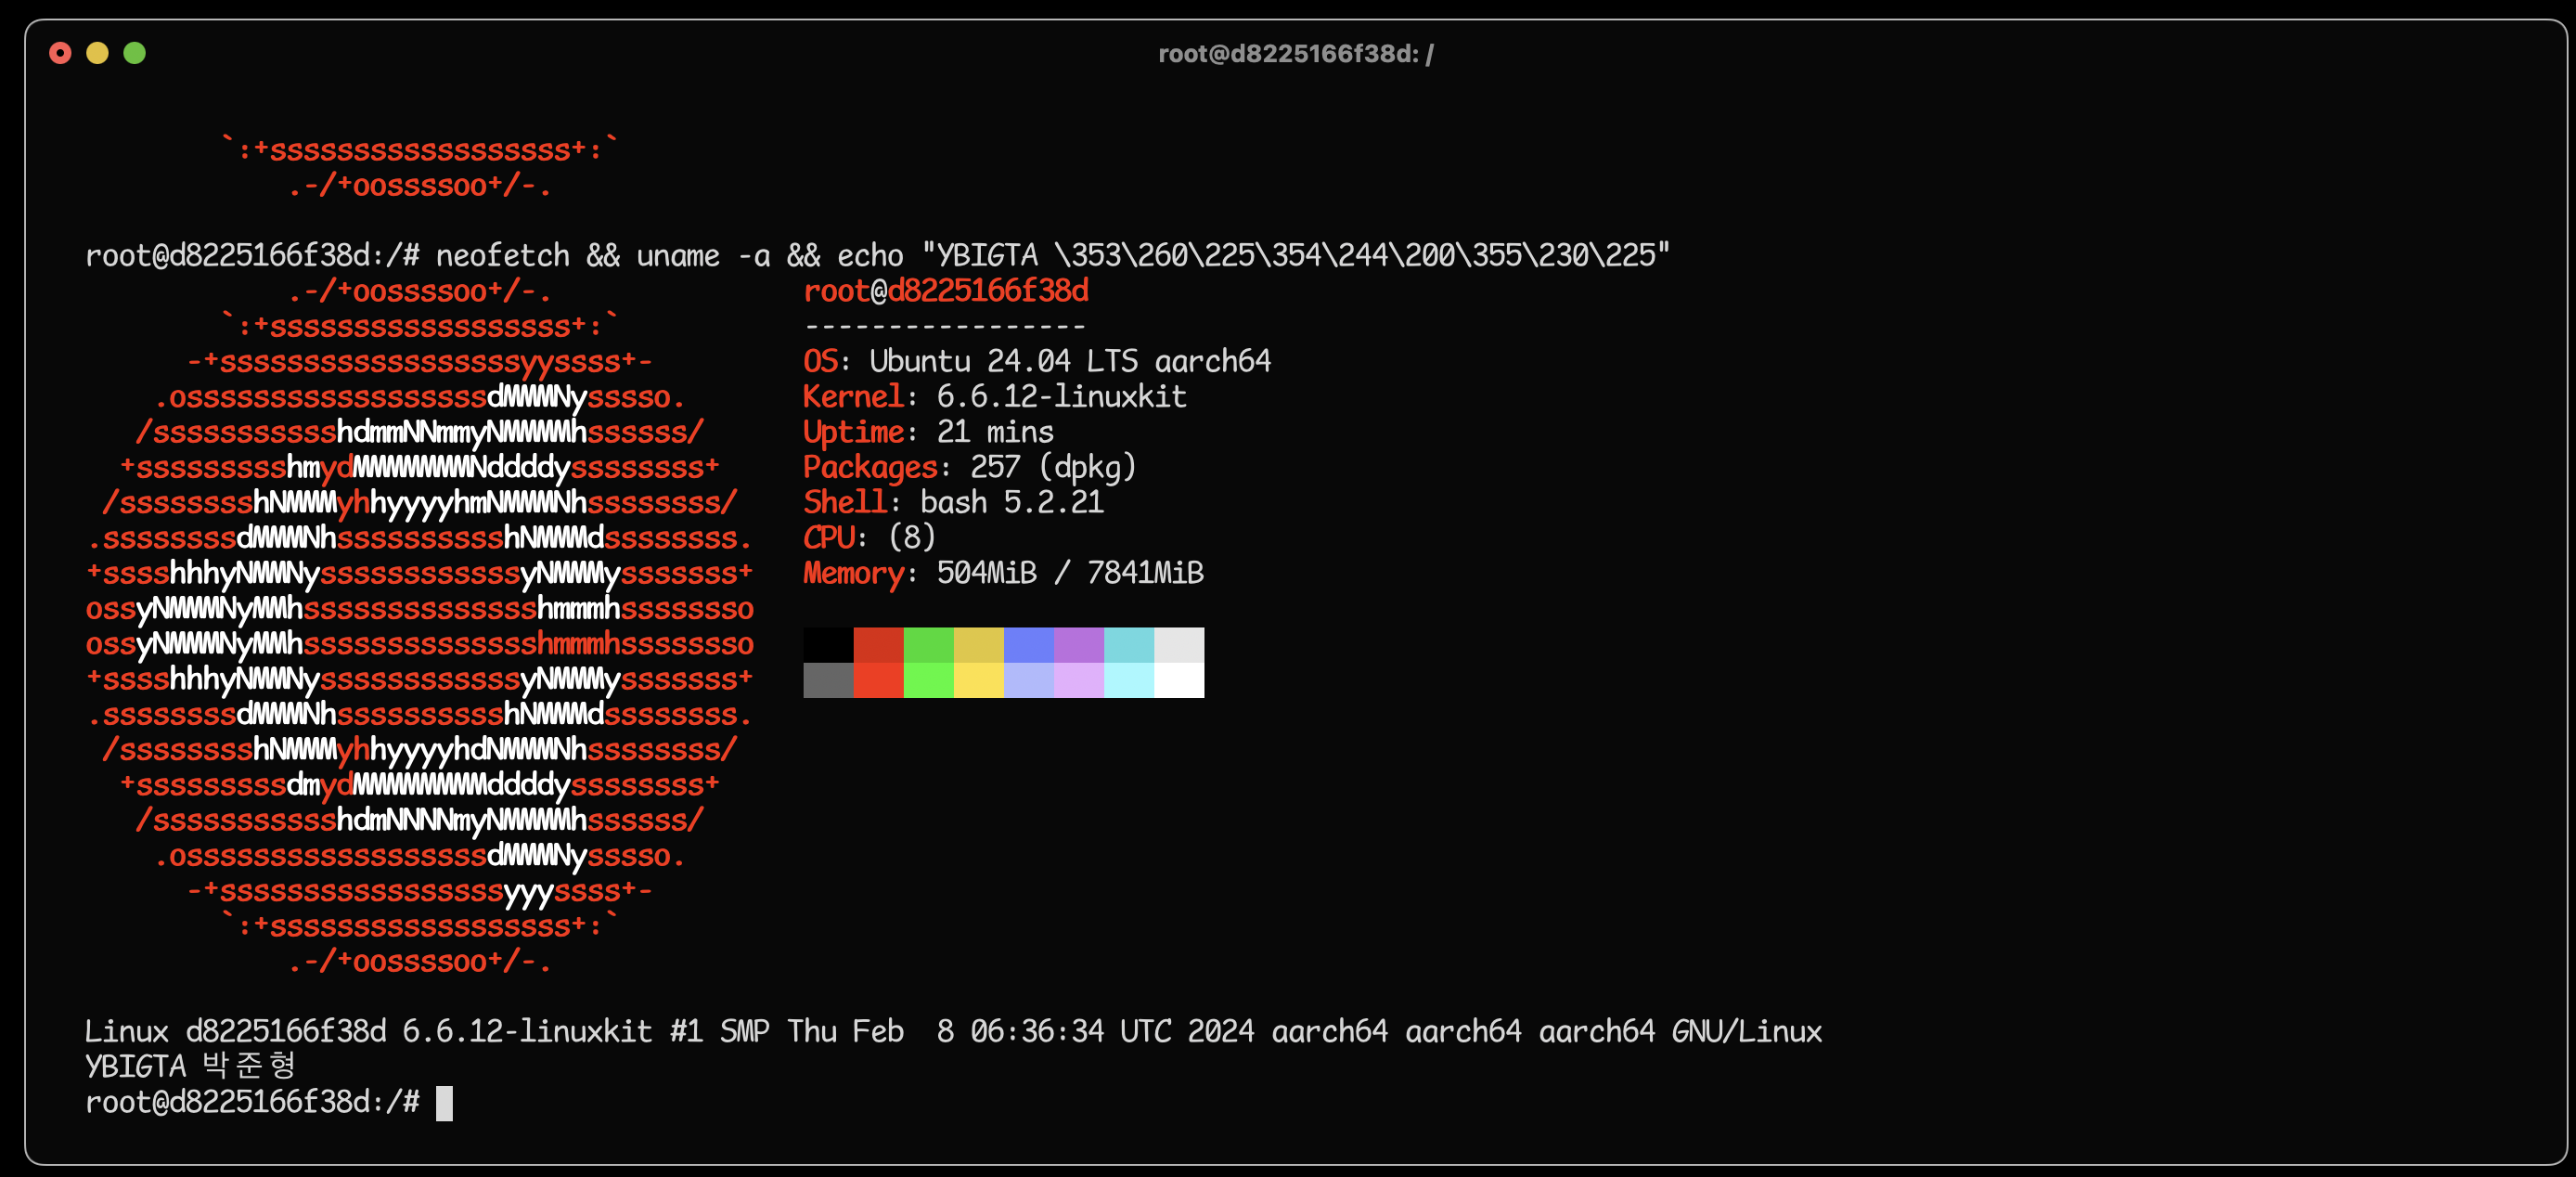 root@d8225166f38d: /
`:+ssssssssssssssssss+:`
.-/+oossssoo+/-.
root@d8225166f38d:/# neofetch && uname -a && echo "YBIGTA \353\260\225\354\244\200\355\230\225"
.-/+oossssoo+/-. root@d8225166f38d
`:+ssssssssssssssssss+:` -----------------
-+ssssssssssssssssssyyssss+- OS: Ubuntu 24.04 LTS aarch64
.ossssssssssssssssssdMMMNysssso. Kernel: 6.6.12-linuxkit
/ssssssssssshdmmNNmmyNMMMMhssssss/ Uptime: 21 mins
+ssssssssshmydMMMMMMMNddddyssssssss+ Packages: 257 (dpkg)
/sssssssshNMMMyhhyyyyhmNMMMNhssssssss/ Shell: bash 5.2.21
.ssssssssdMMMNhsssssssssshNMMMdssssssss. CPU: (8)
+sssshhhyNMMNyssssssssssssyNMMMysssssss+ Memory: 504MiB / 7841MiB
ossyNMMMNyMMhsssssssssssssshmmmhssssssso
ossyNMMMNyMMhsssssssssssssshmmmhssssssso
+sssshhhyNMMNyssssssssssssyNMMMysssssss+
.ssssssssdMMMNhsssssssssshNMMMdssssssss.
/sssssssshNMMMyhhyyyyhdNMMMNhssssssss/
+sssssssssdmydMMMMMMMMddddyssssssss+
/ssssssssssshdmNNNNmyNMMMMhssssss/
.ossssssssssssssssssdMMMNysssso.
-+sssssssssssssssssyyyssss+-
`:+ssssssssssssssssss+:`
.-/+oossssoo+/-.
Linux d8225166f38d 6.6.12-linuxkit #1 SMP Thu Feb  8 06:36:34 UTC 2024 aarch64 aarch64 aarch64 GNU/Linux
YBIGTA 박준형
root@d8225166f38d:/#